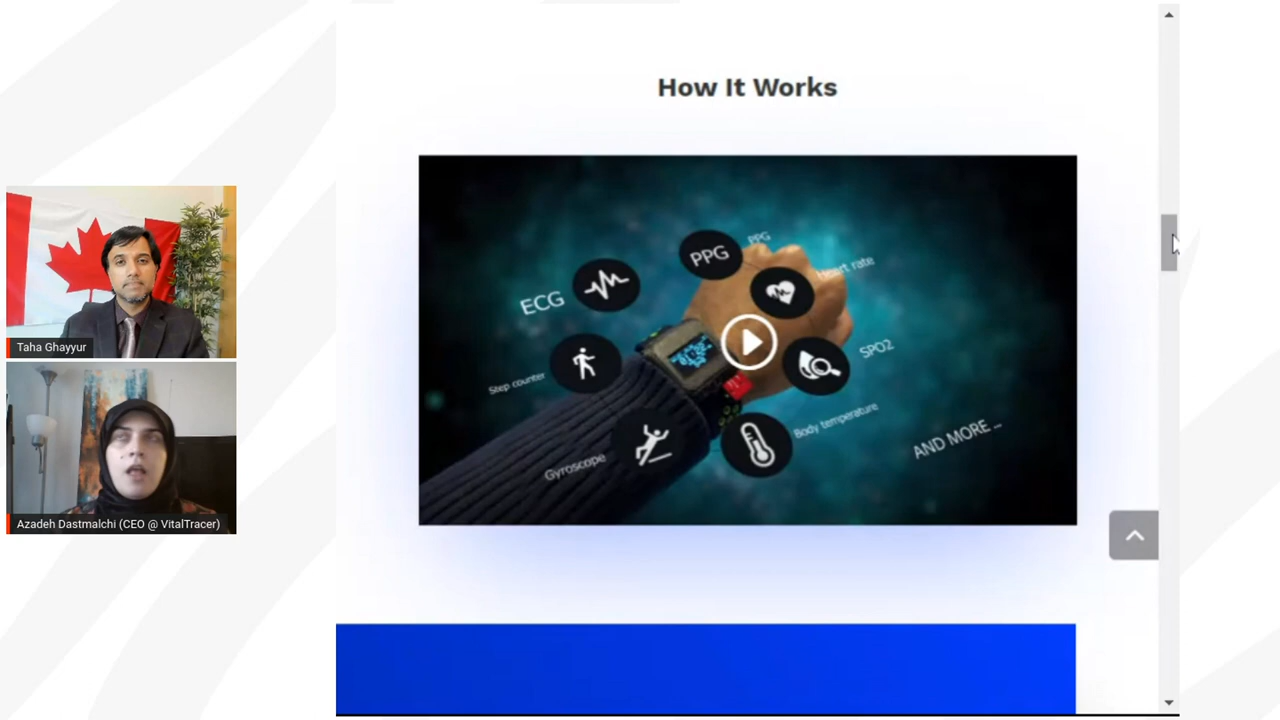 How It Works
PPG
PPG
Heart rate
ECG
SPO2
Step counter
Body temperature
Gyroscope
AND MORE ...
Taha Ghayyur
Azadeh Dastmalchi (CEO @ VitalTracer)